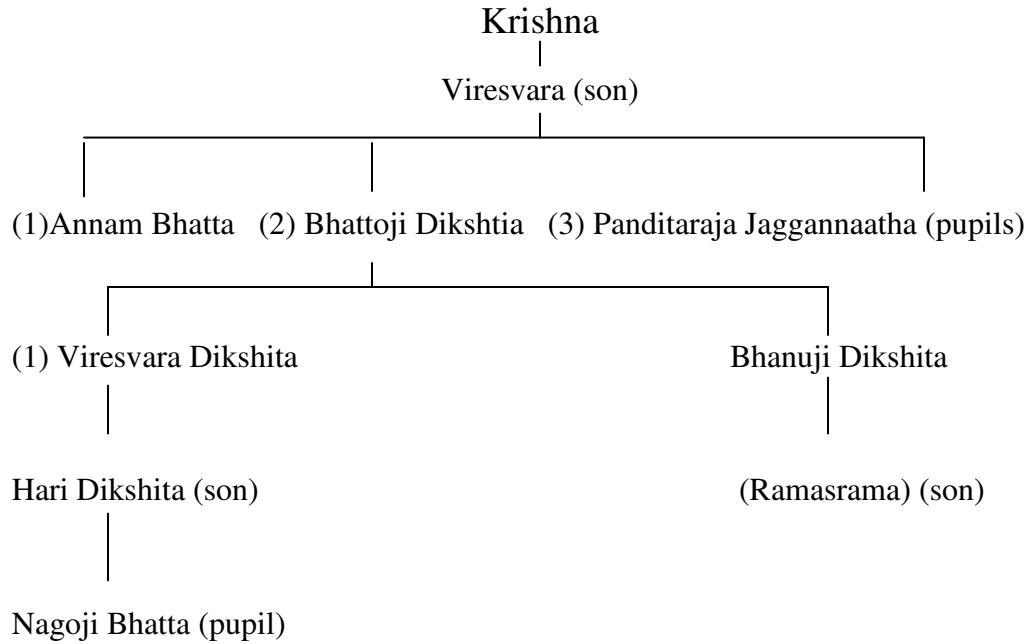 Krishna
Viresvara (son)
(1)Annam Bhatta (2) Bhattoji Dikshtia (3) Panditaraja Jaggannaatha (pupils)
(1) Viresvara Dikshita Bhanuji Dikshita
Hari Dikshita (son) (Ramasrama) (son)
Nagoji Bhatta (pupil)